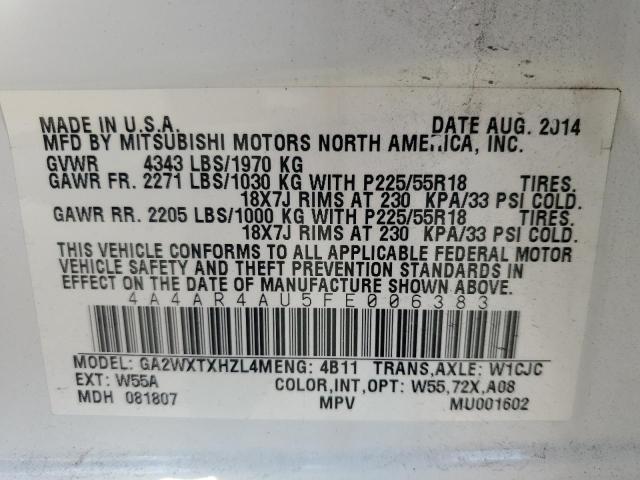 MADE IN U.S.A. DATE AUG. 2014
MFD BY MITSUBISHI MOTORS NORTH AMERICA, INC.
GVWR 4343 LBS/1970 KG
GAWR FR. 2271 LBS/1030 KG WITH P225/55R18 TIRES.
18X7J RIMS AT 230 KPA/33 PSI COLD.
GAWR RR. 2205 LBS/1000 KG WITH P225/55R18 TIRES.
18X7J RIMS AT 230 KPA/33 PSI COLD.
THIS VEHICLE CONFORMS TO ALL APPLICABLE FEDERAL MOTOR
VEHICLE SAFETY AND THEFT PREVENTION STANDARDS IN
EFFECT ON THE DATE OF MANUFACTURE SHOWN ABOVE.
4A4AR4AU5FE006383
MODEL: GA2WXTXHZL4MENG: 4B11 TRANS,AXLE: W1CJC
EXT: W55A COLOR,INT,OPT: W55,72X,A08
MDH 081807 MPV MU001602